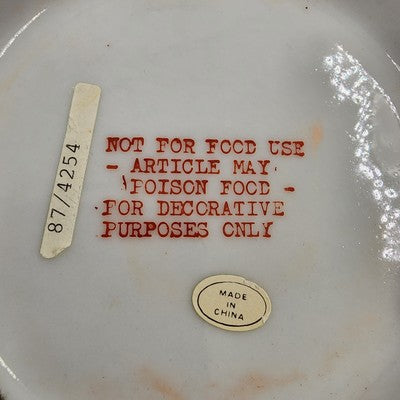 NOT FOR FOOD USE
- ARTICLE MAY
POISON FOOD -
FOR DECORATIVE
PURPOSES ONLY
87/4254
MADE
IN
CHINA